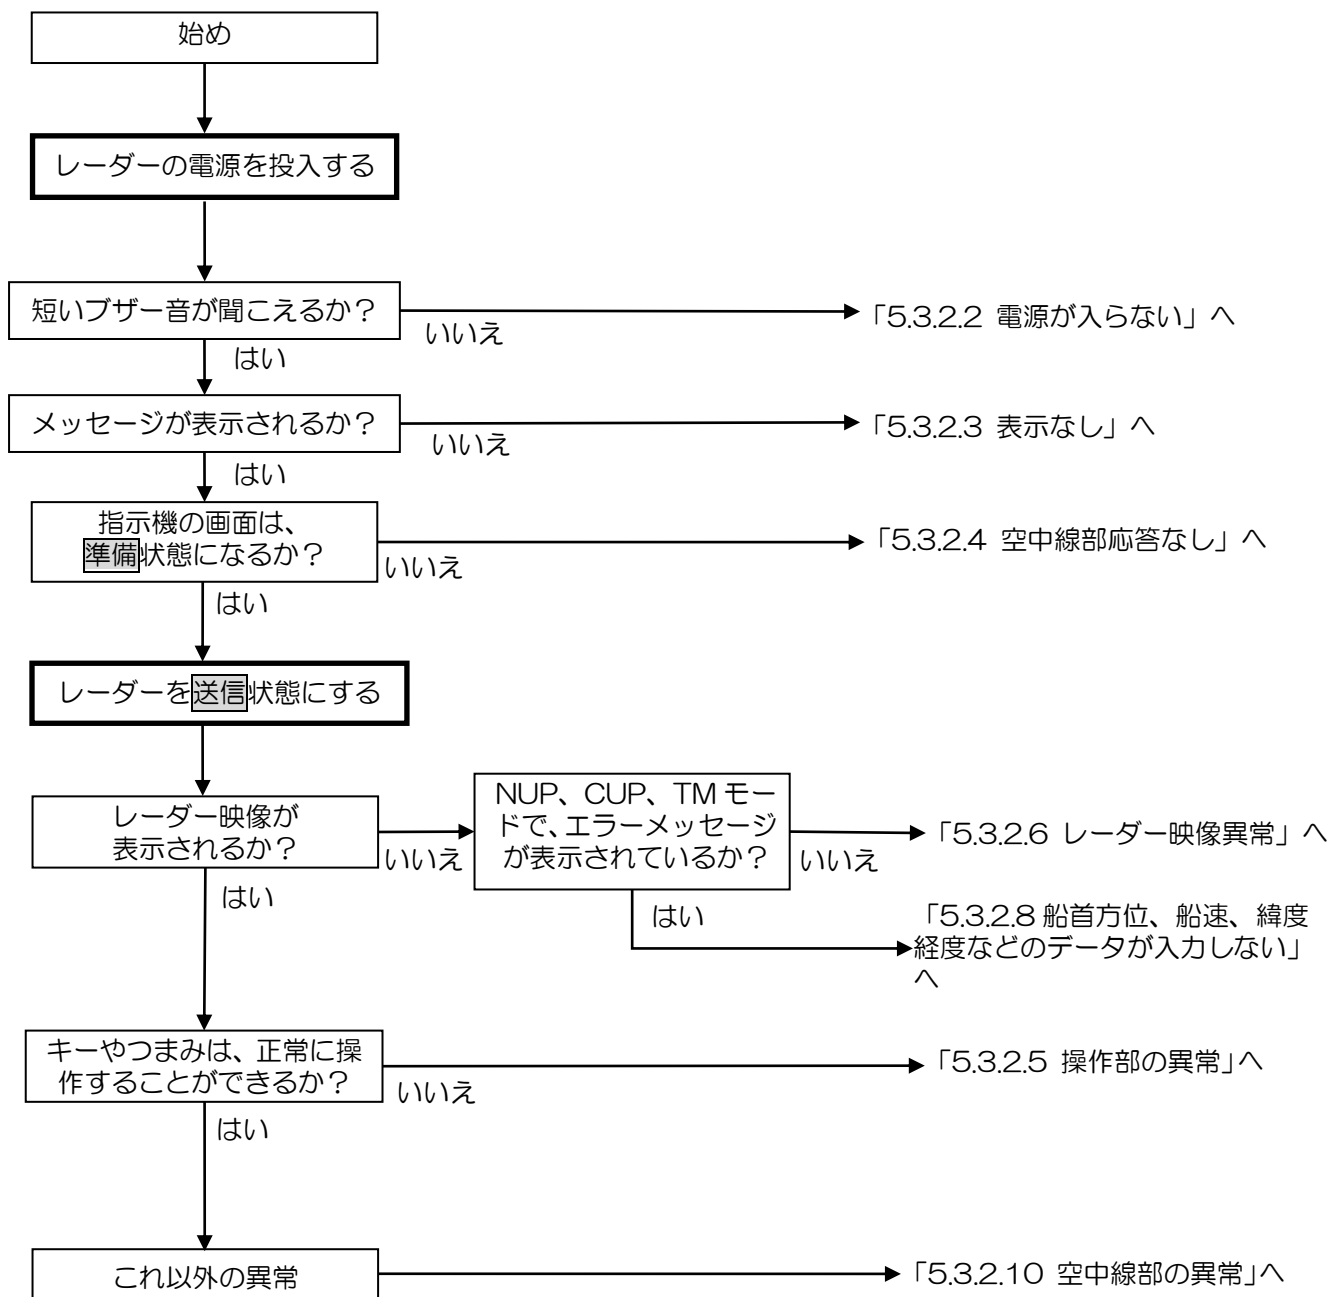 始め
レーダーの電源を投入する
短いブザー音が聞こえるか？
いいえ
「5.3.2.2 電源が入らない」へ
はい
メッセージが表示されるか？
いいえ
「5.3.2.3 表示なし」へ
はい
指示機の画面は、
準備状態になるか？
いいえ
「5.3.2.4 空中線部応答なし」へ
はい
レーダーを送信状態にする
レーダー映像が
表示されるか？
いいえ
NUP、CUP、TM モー
ドで、エラーメッセージ
が表示されているか？
いいえ
「5.3.2.6 レーダー映像異常」へ
はい
「5.3.2.8 船首方位、船速、緯度
経度などのデータが入力しない」
へ
はい
キーやつまみは、正常に操
作することができるか？
いいえ
「5.3.2.5 操作部の異常」へ
はい
これ以外の異常
「5.3.2.10 空中線部の異常」へ